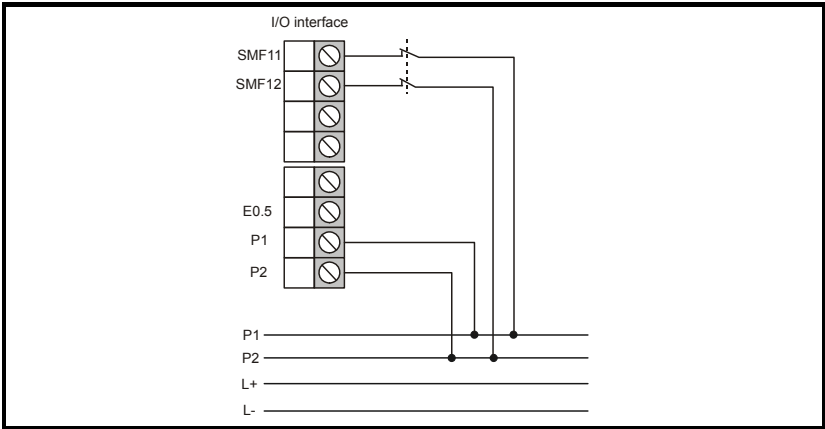 I/O interface
SMF11
SMF12
E0.5
P1
P2
P1
P2
L+
L-